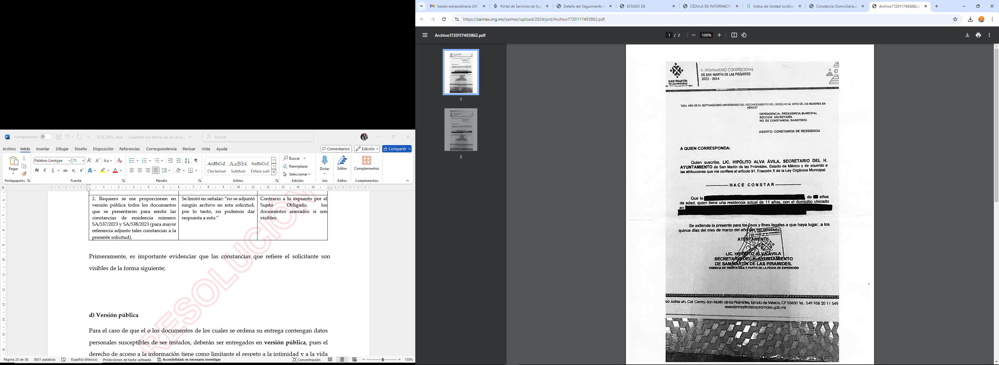 Autoguardado
4732_2024_.docx - Guardado por última vez por el us...
Buscar
Archivo Inicio Insertar Dibujar Diseño Disposición Referencias Correspondencia Revisar Vista Ayuda
Comentarios Edición Compartir
Pegar
Palatino Linotype 11
N K S ab x₂ x² A A
AaBbCcI AaBbC AaBbCcI
Cita textual Subtítulo Énfasis sutil
Buscar
Reemplazar
Seleccionar
Dictar
Editor
Complementos
Portapapeles Fuente Párrafo Estilos Edición Voz Editor Complementos
2. Requiero se me proporcionen en
versión pública todos los documentos
que se presentaron para emitir las
constancias de residencia número:
SA/537/2023 y SA/538/2023 (para mayor
referencia adjunto tales constancias a la
presente solicitud).
Se limitó en señalar: “no se adjuntó
ningún archivo en esta solicitud,
por lo tanto, no podemos dar
respuesta a esto.”
Contrario a lo expuesto por el
Sujeto Obligado, los
documentos anexados sí son
visibles.
Primeramente, es importante evidenciar que las constancias que refiere el solicitante son
visibles de la forma siguiente;
d) Versión pública
Para el caso de que el o los documentos de los cuales se ordena su entrega contengan datos
personales susceptibles de ser testados, deberán ser entregados en versión pública, pues el
derecho de acceso a la información tiene como limitante el respeto a la intimidad y a la vida
RESOLUCIÓN
Página 20 de 36 8931 palabras Español (México) Predicciones de texto: activado Accesibilidad: es necesario investigar Concentración 130%
Sesión extraordinaria 24
Portal de Servicios de Suje
Detalle del Seguimiento d
ESTADO DE
CÉDULA DE INFORMACIÓ
Índice de Unidad Jurídica
Constancia-Domiciliaria.p
Archivo1720117493862.p
https://saimex.org.mx/saimex/upload/2024/pnt/Archivo1720117493862.pdf
Archivo1720117493862.pdf
1 / 2 100%
1
2
SAN MARTÍN
DE LAS PIRÁMIDES
H. AYUNTAMIENTO CONSTITUCIONAL
DE SAN MARTÍN DE LAS PIRÁMIDES
2022 - 2024
"2023. AÑO DE EL SEPTUAGÉSIMO ANIVERSARIO DEL RECONOCIMIENTO DEL DERECHO AL VOTO DE LAS MUJERES EN
MÉXICO"
DEPENDENCIA: PRESIDENCIA MUNICIPAL
SECCION: SECRETARÍA
NO. DE CONSTANCIA: SA/537/2023.
ASUNTO: CONSTANCIA DE RESIDENCIA
A QUIEN CORRESPONDA:
Quien suscribe, LIC. HIPÓLITO ALVA ÁVILA, SECRETARIO DEL H.
AYUNTAMIENTO de San Martín de las Pirámides, Estado de México y de acuerdo a
las atribuciones que me confiere el artículo 91, Fracción X de la Ley Orgánica Municipal.
HACE CONSTAR
Que la de años
de edad, quien tiene una residencia actual de 11 años, con el domicilio ubicado
en
Se extiende la presente para los usos y fines legales a que haya lugar, a los
quince días del mes de marzo del año dos mil veintitrés.
ATENTAMENTE
LIC. HIPÓLITO ALVA ÁVILA
SECRETARIO DEL H. AYUNTAMIENTO
DE SAN MARTÍN DE LAS PIRAMIDES.
VIGENCIA DE TREINTA DÍAS A PARTIR DE LA FECHA DE EXPEDICIÓN
za Juárez s/n, Col. Centro, San Martín de las Pirámides, Estado de México, CP 55850 Tel.: 549 958 20 11 549
www.sanmartindelaspiramides.gob.mx